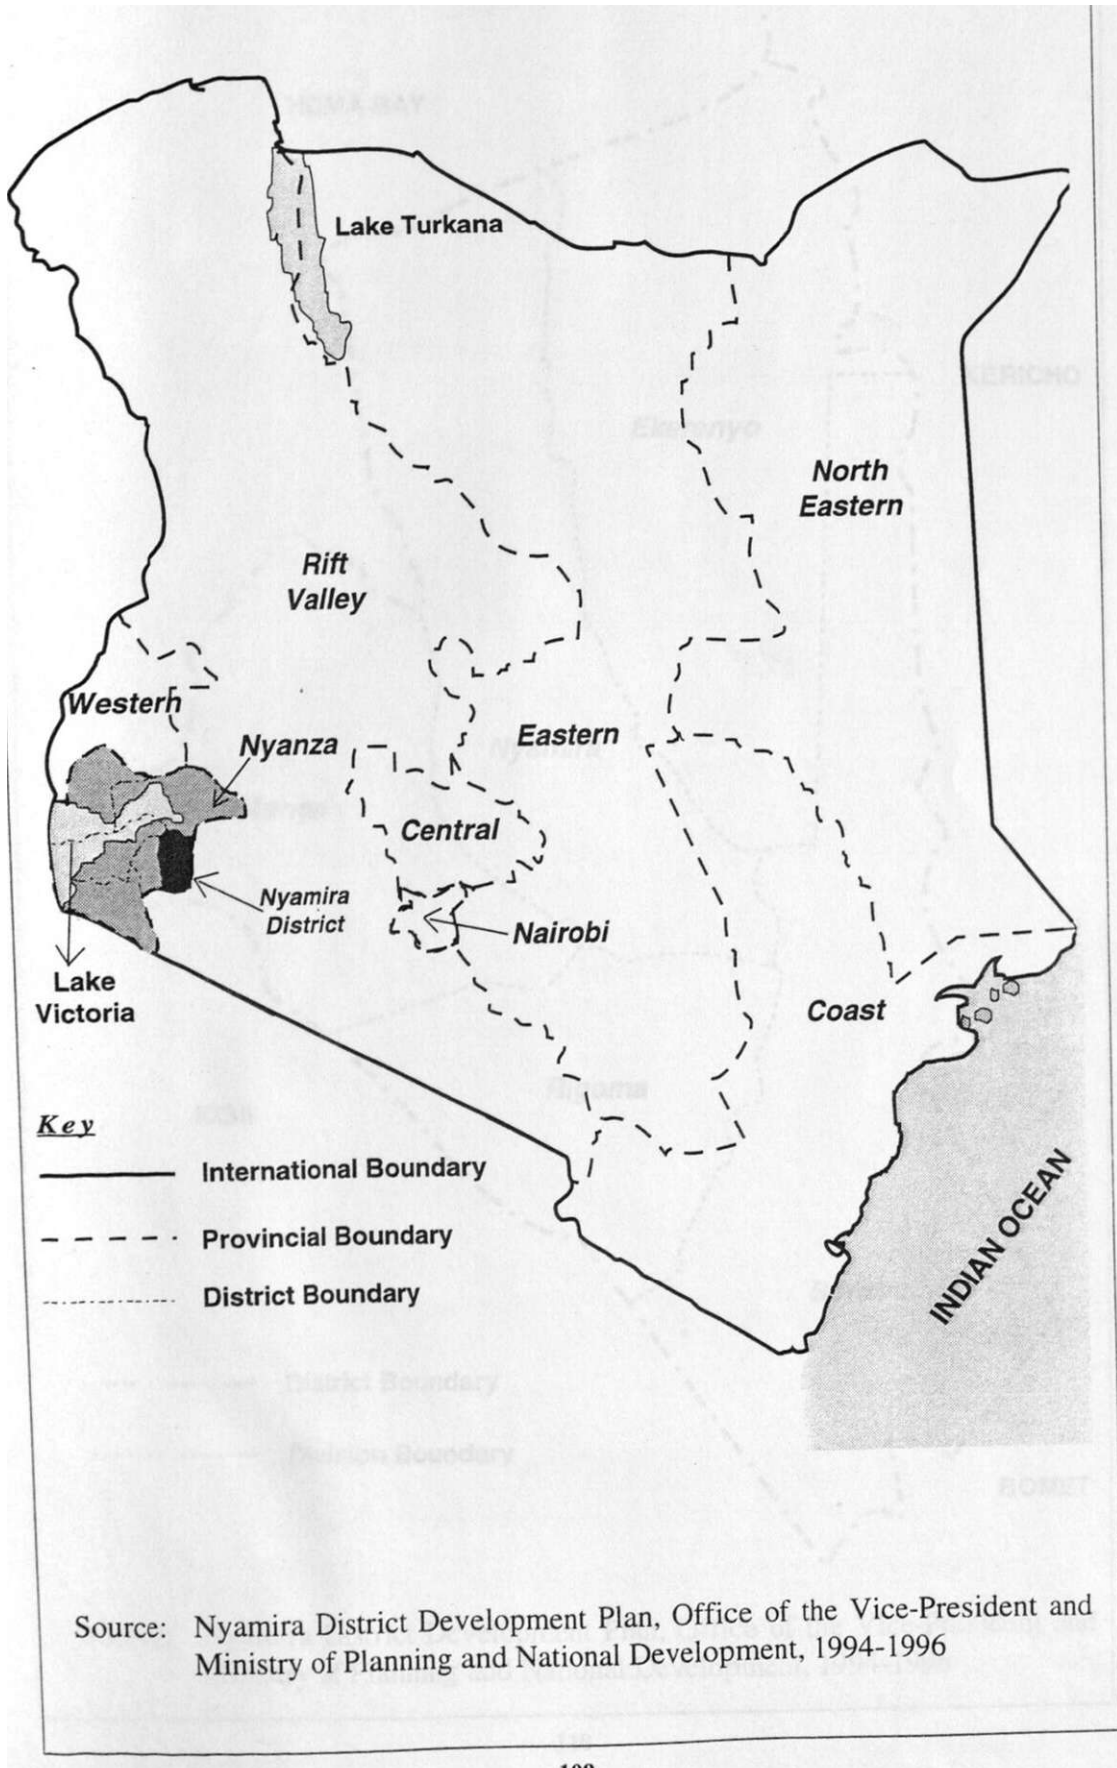 Lake Turkana
North
Eastern
Rift
Valley
Western
Nyanza
Eastern
Central
Nyamira
District
Nairobi
Lake
Victoria
Coast
INDIAN OCEAN
Key
International Boundary
Provincial Boundary
District Boundary
Source: Nyamira District Development Plan, Office of the Vice-President and
Ministry of Planning and National Development, 1994-1996